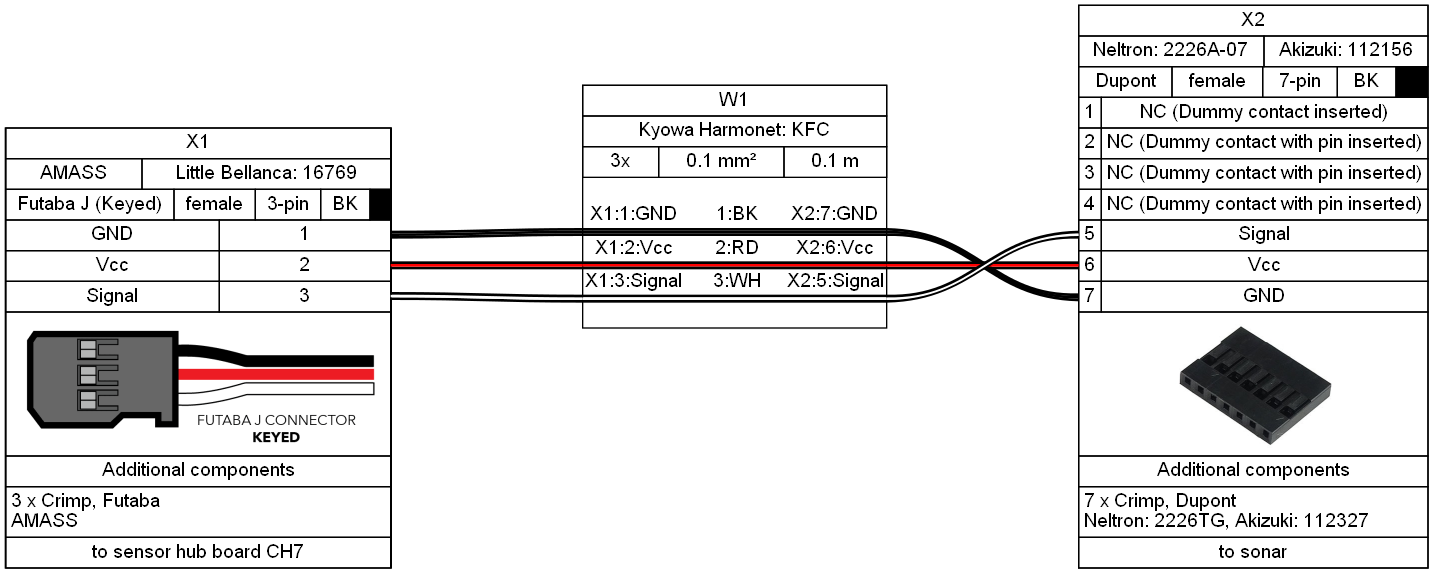 X1
AMASS Little Bellanca: 16769
Futaba J (Keyed) female 3-pin BK
GND 1
Vcc 2
Signal 3
FUTABA J CONNECTOR
KEYED
Additional components
3 x Crimp, Futaba
AMASS
to sensor hub board CH7
W1
Kyowa Harmonet: KFC
3x 0.1 mm² 0.1 m
X1:1:GND 1:BK X2:7:GND
X1:2:Vcc 2:RD X2:6:Vcc
X1:3:Signal 3:WH X2:5:Signal
X2
Neltron: 2226A-07 Akizuki: 112156
Dupont female 7-pin BK
1 NC (Dummy contact inserted)
2 NC (Dummy contact with pin inserted)
3 NC (Dummy contact with pin inserted)
4 NC (Dummy contact with pin inserted)
5 Signal
6 Vcc
7 GND
Additional components
7 x Crimp, Dupont
Neltron: 2226TG, Akizuki: 112327
to sonar